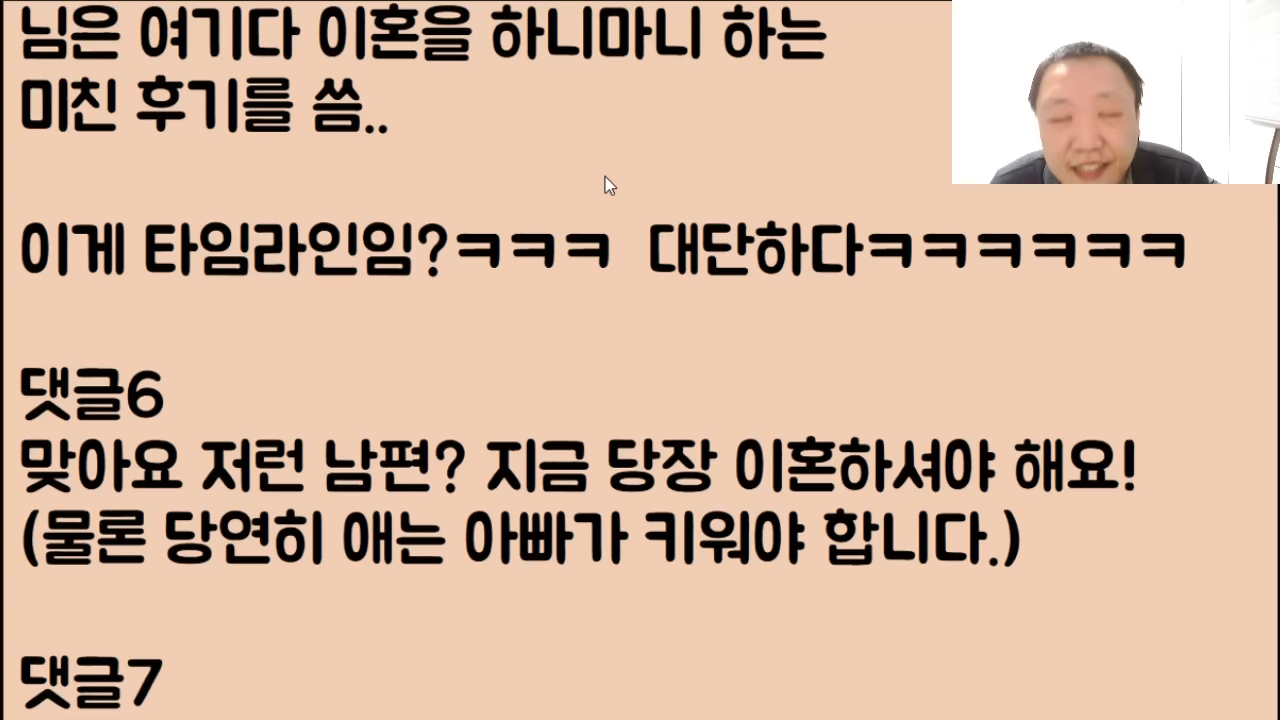 님은 여기다 이혼을 하니마니 하는
미친 후기를 씀..
이게 타임라인임?ㅋㅋㅋ 대단하다ㅋㅋㅋㅋㅋㅋ
댓글6
맞아요 저런 남편? 지금 당장 이혼하셔야 해요!
(물론 당연히 애는 아빠가 키워야 합니다.)
댓글7